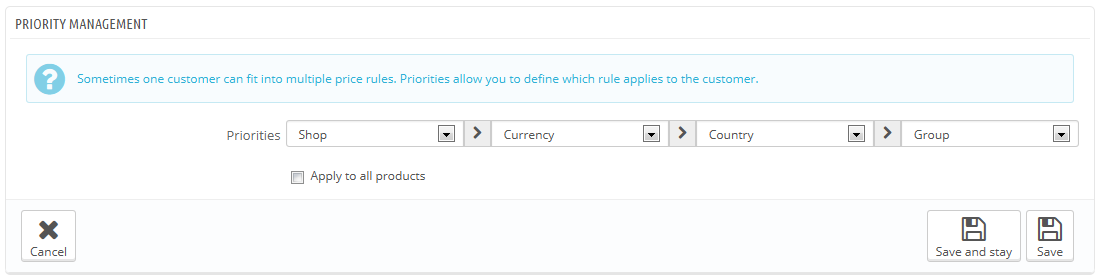 PRIORITY MANAGEMENT
? Sometimes one customer can fit into multiple price rules. Priorities allow you to define which rule applies to the customer.
Priorities Shop > Currency > Country > Group
Apply to all products
Cancel Save and stay Save